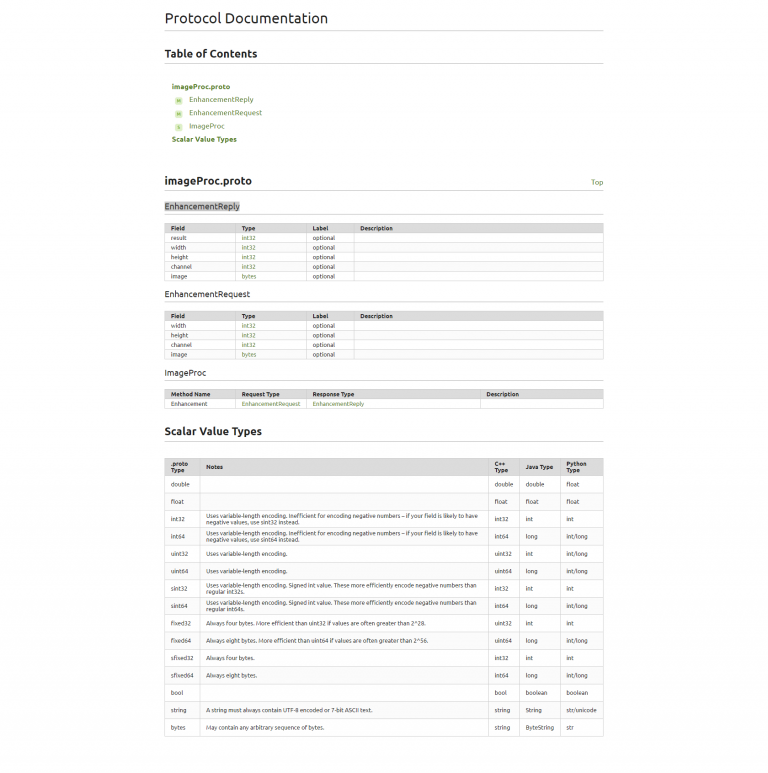 Protocol Documentation
Table of Contents
imageProc.proto
M EnhancementReply
M EnhancementRequest
S ImageProc
Scalar Value Types
imageProc.proto Top
EnhancementReply
Field Type Label Description
result int32 optional
width int32 optional
height int32 optional
channel int32 optional
image bytes optional
EnhancementRequest
Field Type Label Description
width int32 optional
height int32 optional
channel int32 optional
image bytes optional
ImageProc
Method Name Request Type Response Type Description
Enhancement EnhancementRequest EnhancementReply
Scalar Value Types
.proto Type Notes C++ Type Java Type Python Type
double double double float
float float float float
int32 Uses variable-length encoding. Inefficient for encoding negative numbers – if your field is likely to have
negative values, use sint32 instead. int32 int int
int64 Uses variable-length encoding. Inefficient for encoding negative numbers – if your field is likely to have
negative values, use sint64 instead. int64 long int/long
uint32 Uses variable-length encoding. uint32 int int/long
uint64 Uses variable-length encoding. uint64 long int/long
sint32 Uses variable-length encoding. Signed int value. These more efficiently encode negative numbers than
regular int32s. int32 int int
sint64 Uses variable-length encoding. Signed int value. These more efficiently encode negative numbers than
regular int64s. int64 long int/long
fixed32 Always four bytes. More efficient than uint32 if values are often greater than 2^28. uint32 int int
fixed64 Always eight bytes. More efficient than uint64 if values are often greater than 2^56. uint64 long int/long
sfixed32 Always four bytes. int32 int int
sfixed64 Always eight bytes. int64 long int/long
bool bool boolean boolean
string A string must always contain UTF-8 encoded or 7-bit ASCII text. string String str/unicode
bytes May contain any arbitrary sequence of bytes. string ByteString str